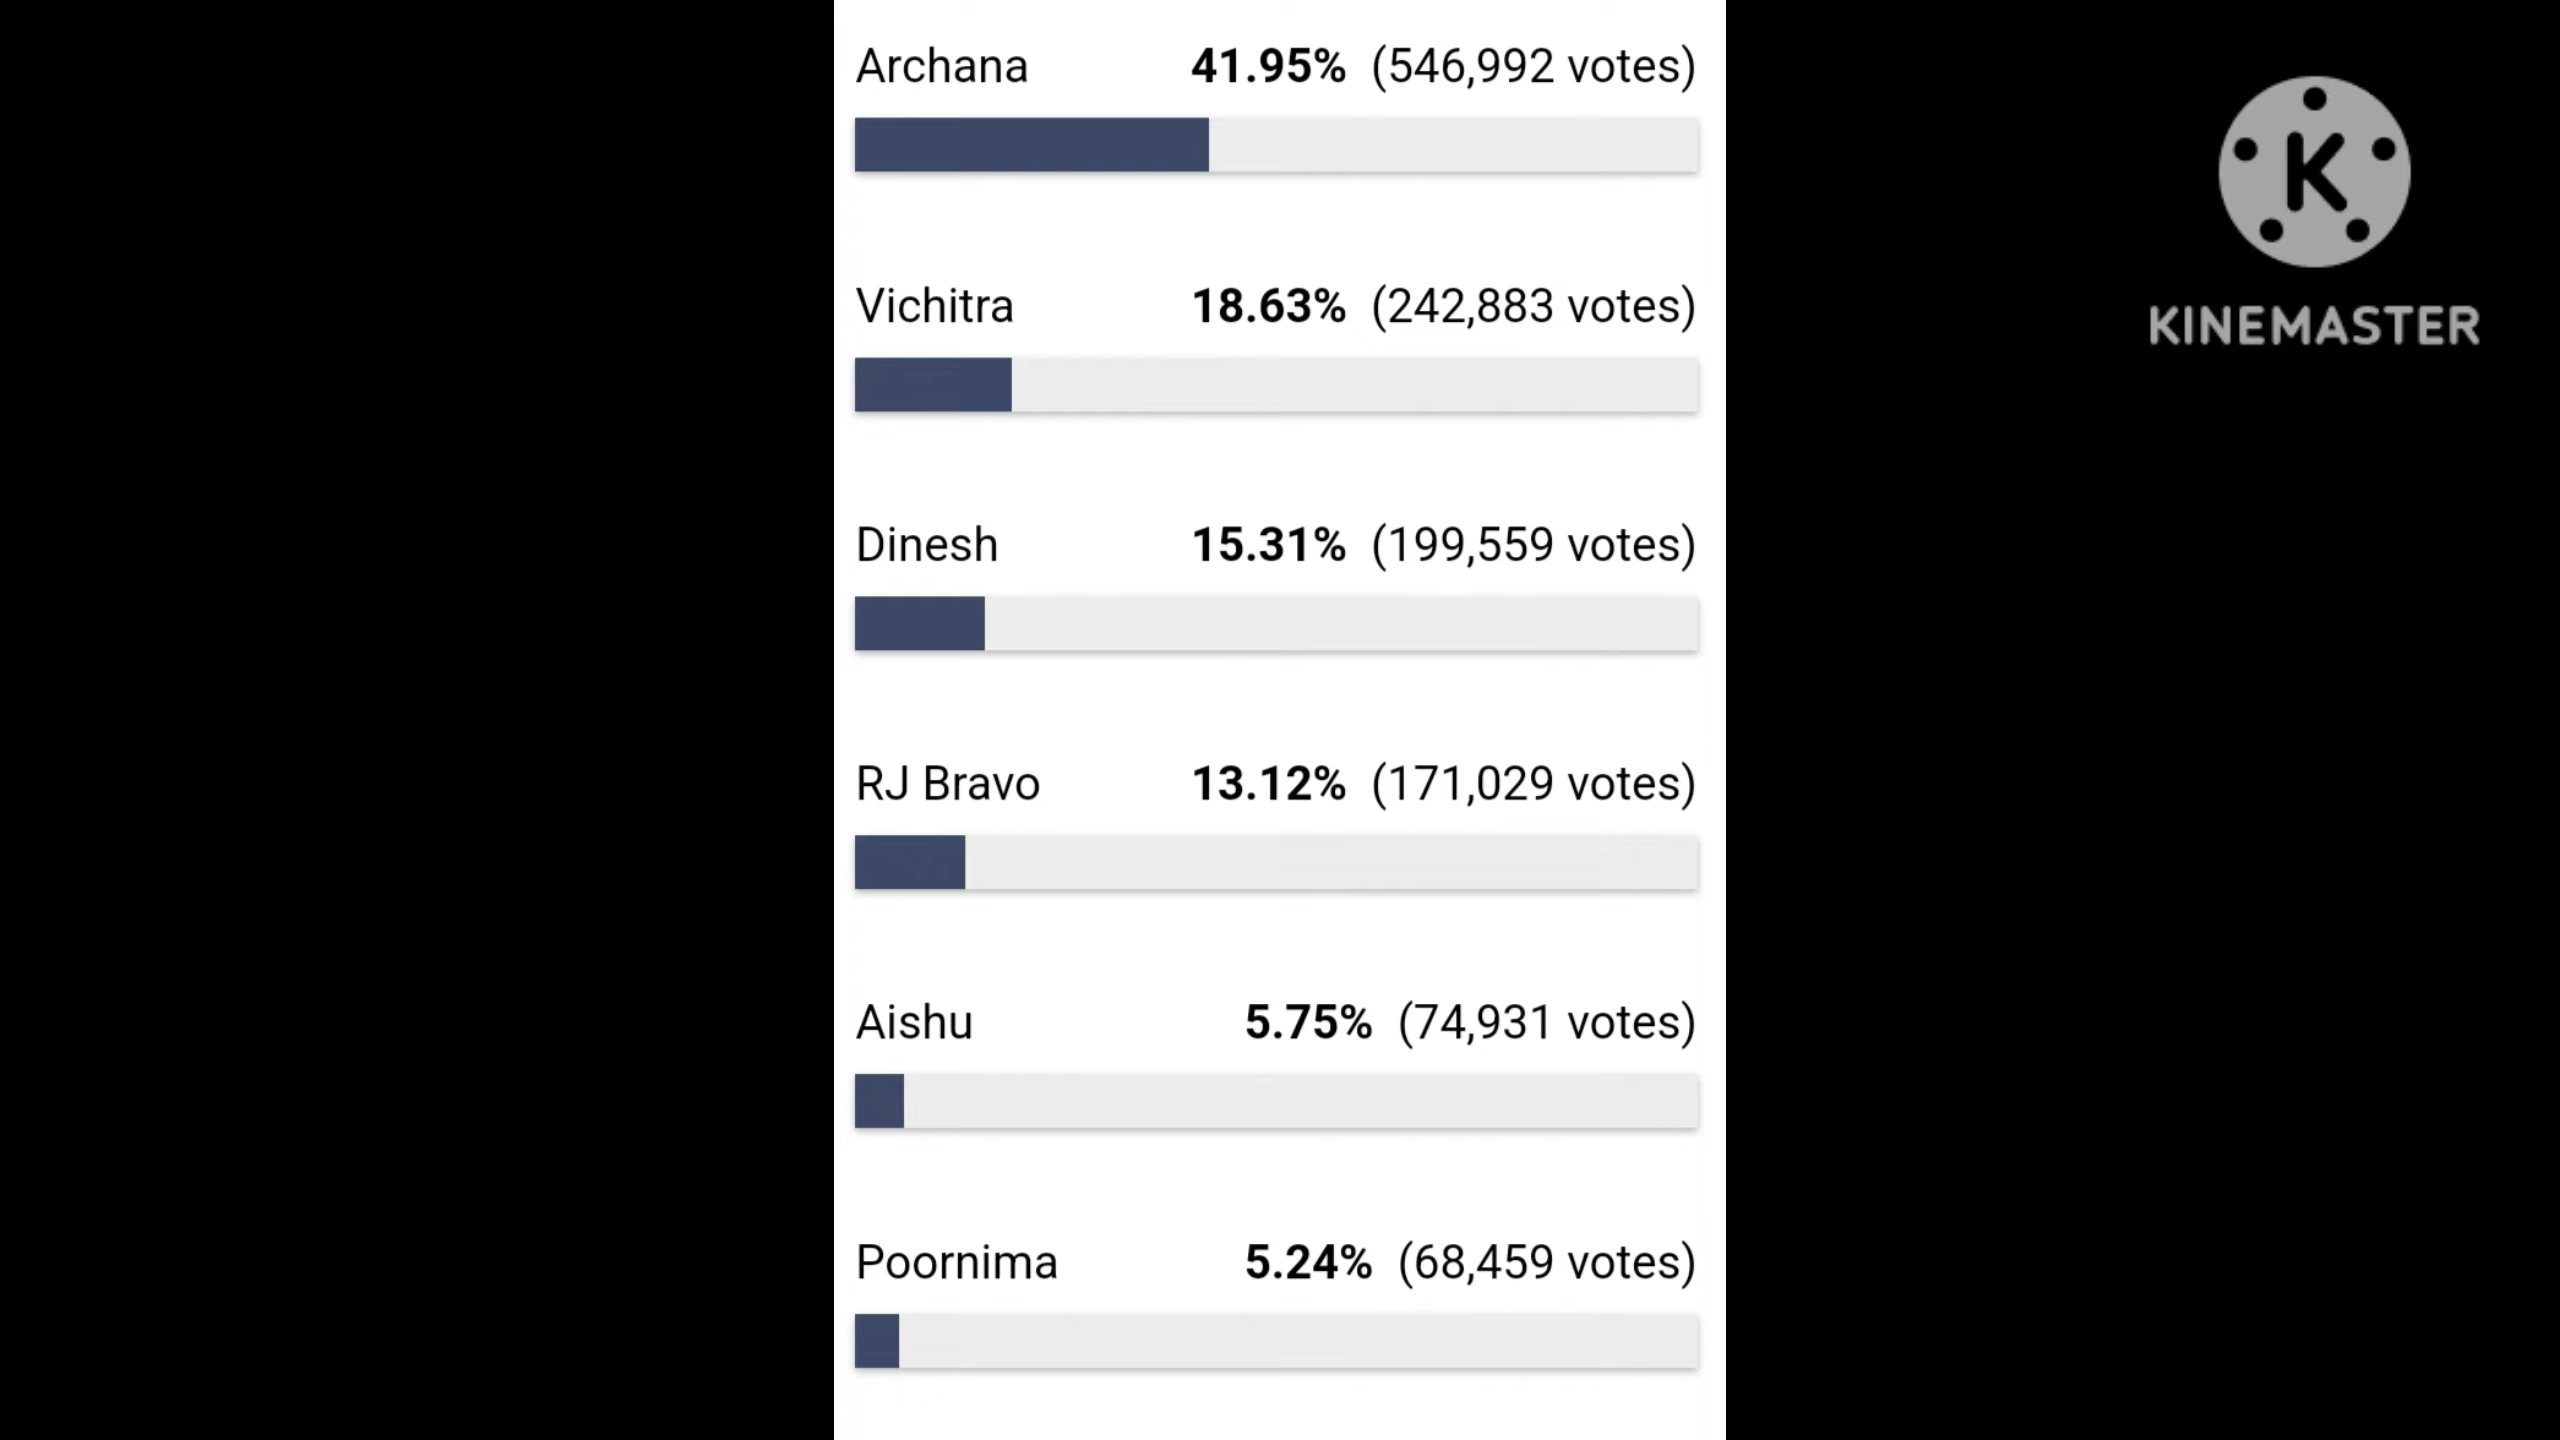 Archana 41.95% (546,992 votes)
Vichitra 18.63% (242,883 votes)
Dinesh 15.31% (199,559 votes)
RJ Bravo 13.12% (171,029 votes)
Aishu 5.75% (74,931 votes)
Poornima 5.24% (68,459 votes)
K
KINEMASTER